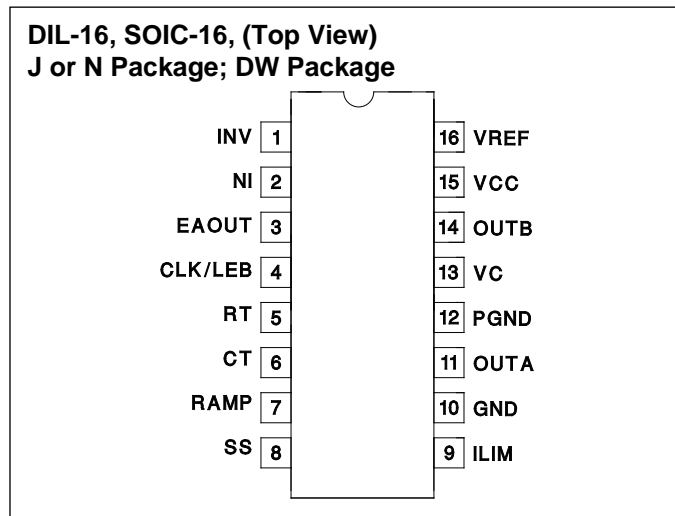 DIL-16, SOIC-16, (Top View)
J or N Package; DW Package
INV 1 16 VREF
NI 2 15 VCC
EAOUT 3 14 OUTB
CLK/LEB 4 13 VC
RT 5 12 PGND
CT 6 11 OUTA
RAMP 7 10 GND
SS 8 9 ILIM